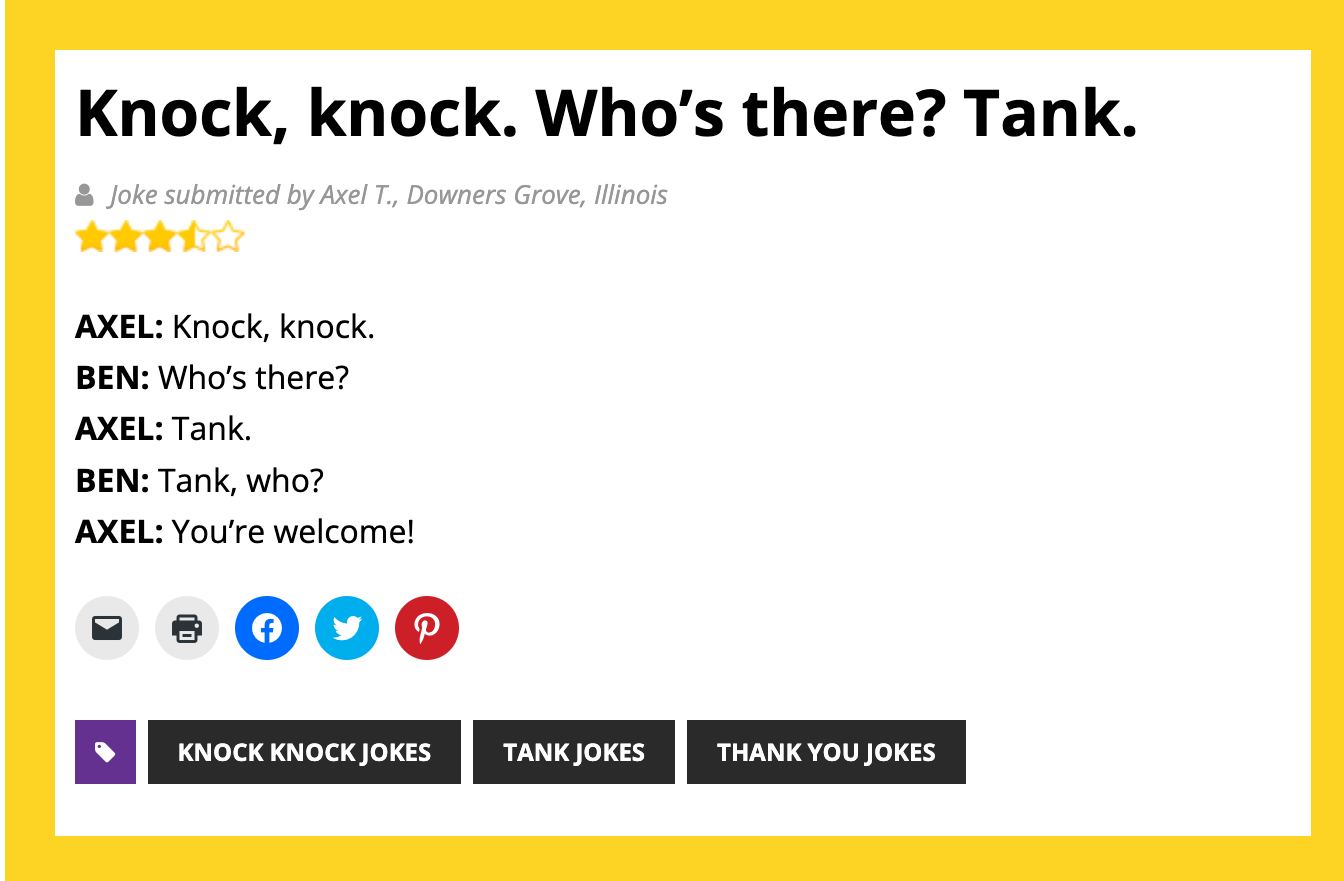 Knock, knock. Who’s there? Tank.
Joke submitted by Axel T., Downers Grove, Illinois
AXEL: Knock, knock.
BEN: Who’s there?
AXEL: Tank.
BEN: Tank, who?
AXEL: You’re welcome!
KNOCK KNOCK JOKES
TANK JOKES
THANK YOU JOKES